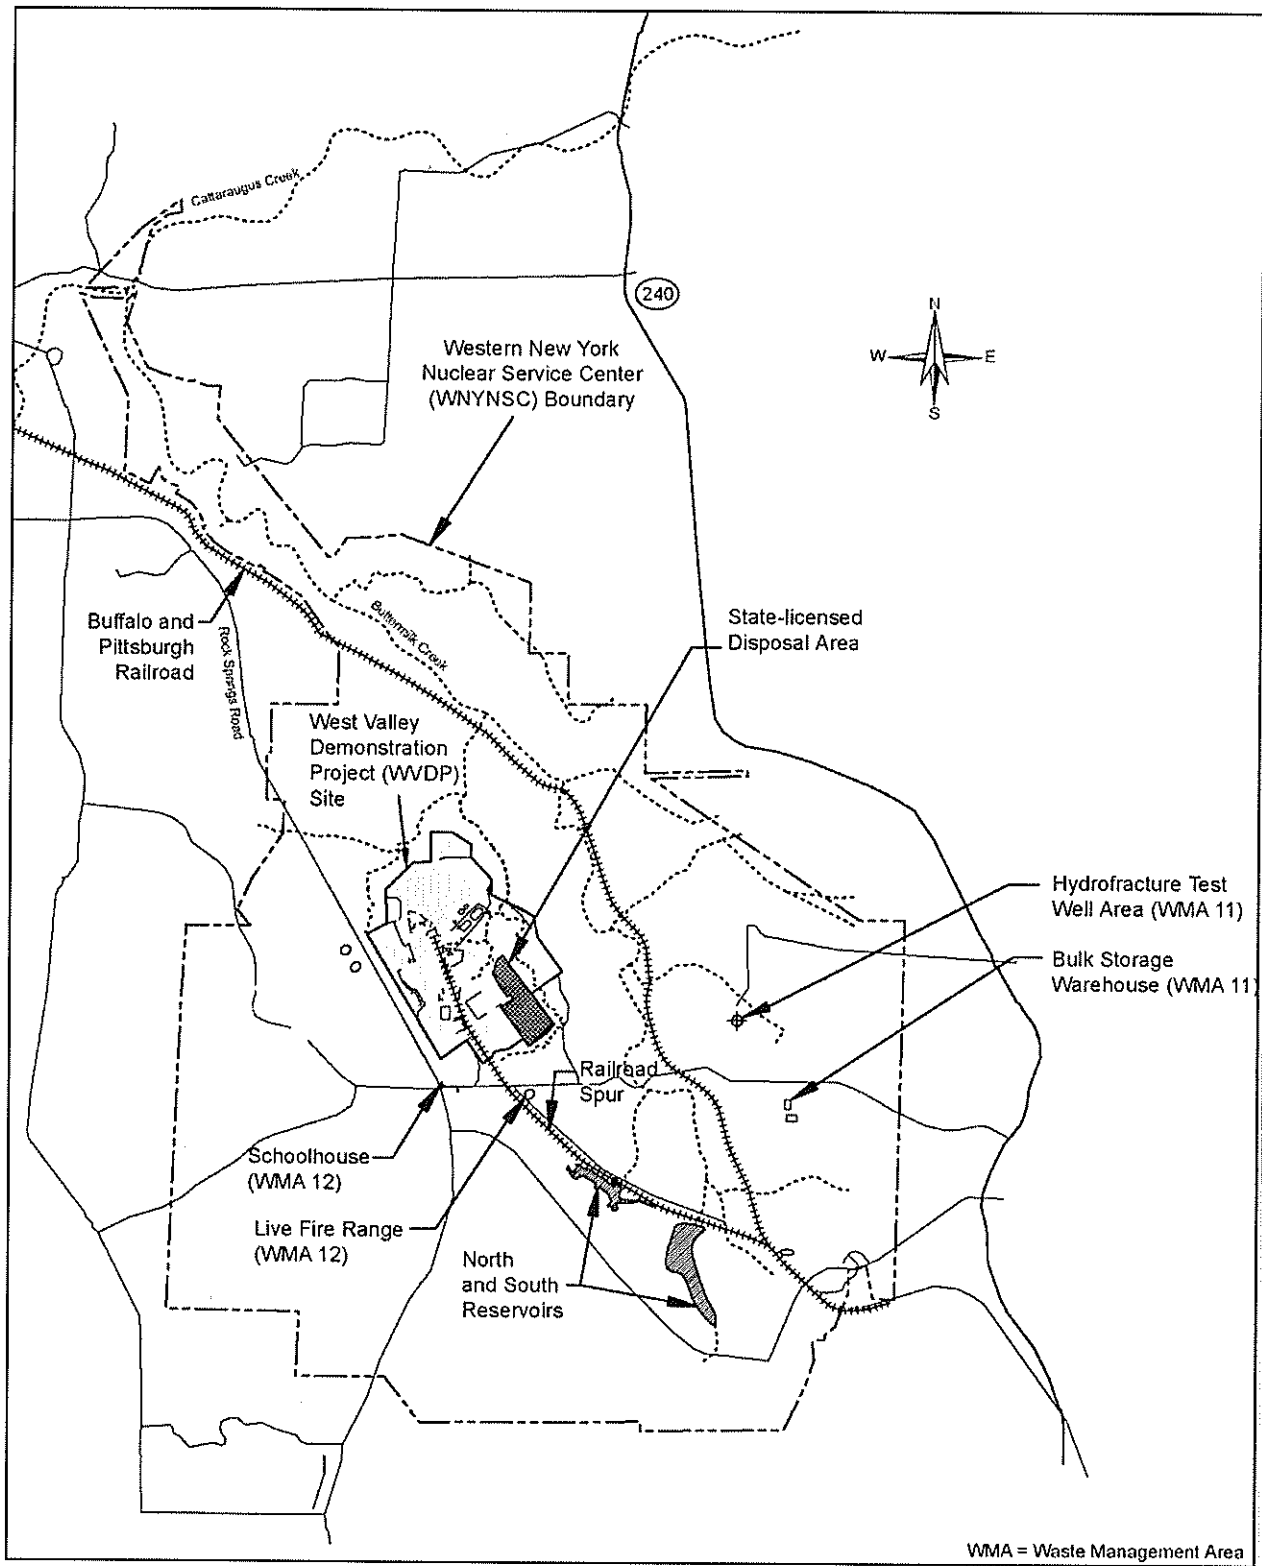 Cattaraugus Creek
240
N
W
E
S
Western New York
Nuclear Service Center
(WNYNSC) Boundary
Buffalo and
Pittsburgh
Railroad
Rock Springs Road
Buttermilk Creek
State-licensed
Disposal Area
West Valley
Demonstration
Project (WVDP)
Site
Hydrofracture Test
Well Area (WMA 11)
Bulk Storage
Warehouse (WMA 11)
Railroad
Spur
Schoolhouse
(WMA 12)
Live Fire Range
(WMA 12)
North
and South
Reservoirs
WMA = Waste Management Area